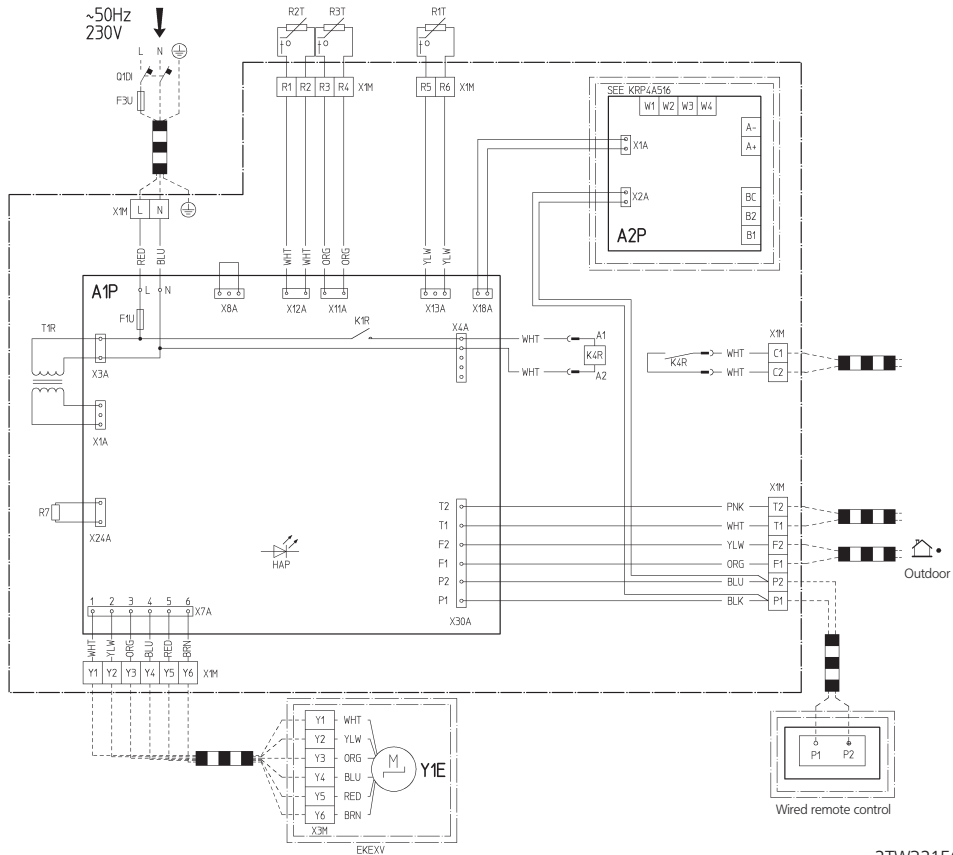 ~50Hz
230V
L N
Q1DI
F3U
X1M L N
RED
BLU
R2T R3T
R1 R2 R3 R4 X1M
WHT
WHT
ORG
ORG
R1T
R5 R6 X1M
YLW
YLW
SEE KRP4A516
W1 W2 W3 W4
A-
A+
X1A
X2A
BC
B2
B1
A2P
A1P
L N
F1U
X8A
X12A
X11A
X13A
X18A
T1R
X3A
X1A
K1R
X4A
WHT A1
K4R
WHT A2
X1M
K4R
WHT C1
WHT C2
R7
X24A
HAP
X1M
T2 PNK T2
T1 WHT T1
F2 YLW F2
F1 ORG F1
P2 BLU P2
P1 BLK P1
X30A
Outdoor
1 2 3 4 5 6 X7A
WHT
YLW
ORG
BLU
RED
BRN
Y1 Y2 Y3 Y4 Y5 Y6 X1M
Y1 WHT
Y2 YLW
Y3 ORG
Y4 BLU
Y5 RED
Y6 BRN
X3M
M
Y1E
EKEXV
P1 P2
Wired remote control